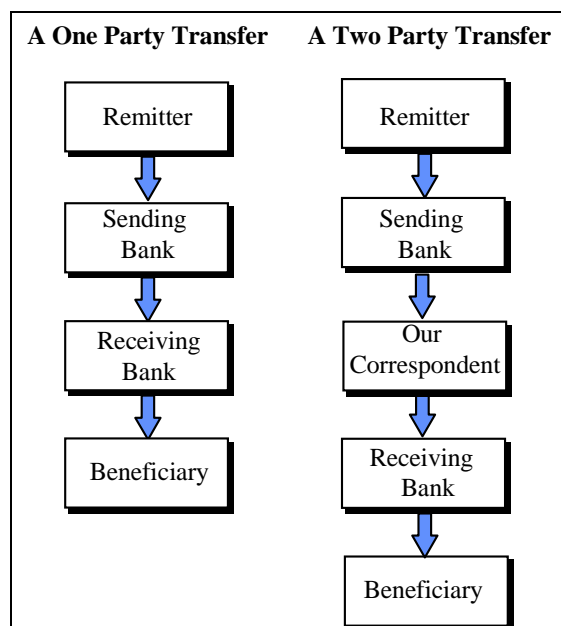 A One Party Transfer
Remitter
Sending
Bank
Receiving
Bank
Beneficiary
A Two Party Transfer
Remitter
Sending
Bank
Our
Correspondent
Receiving
Bank
Beneficiary